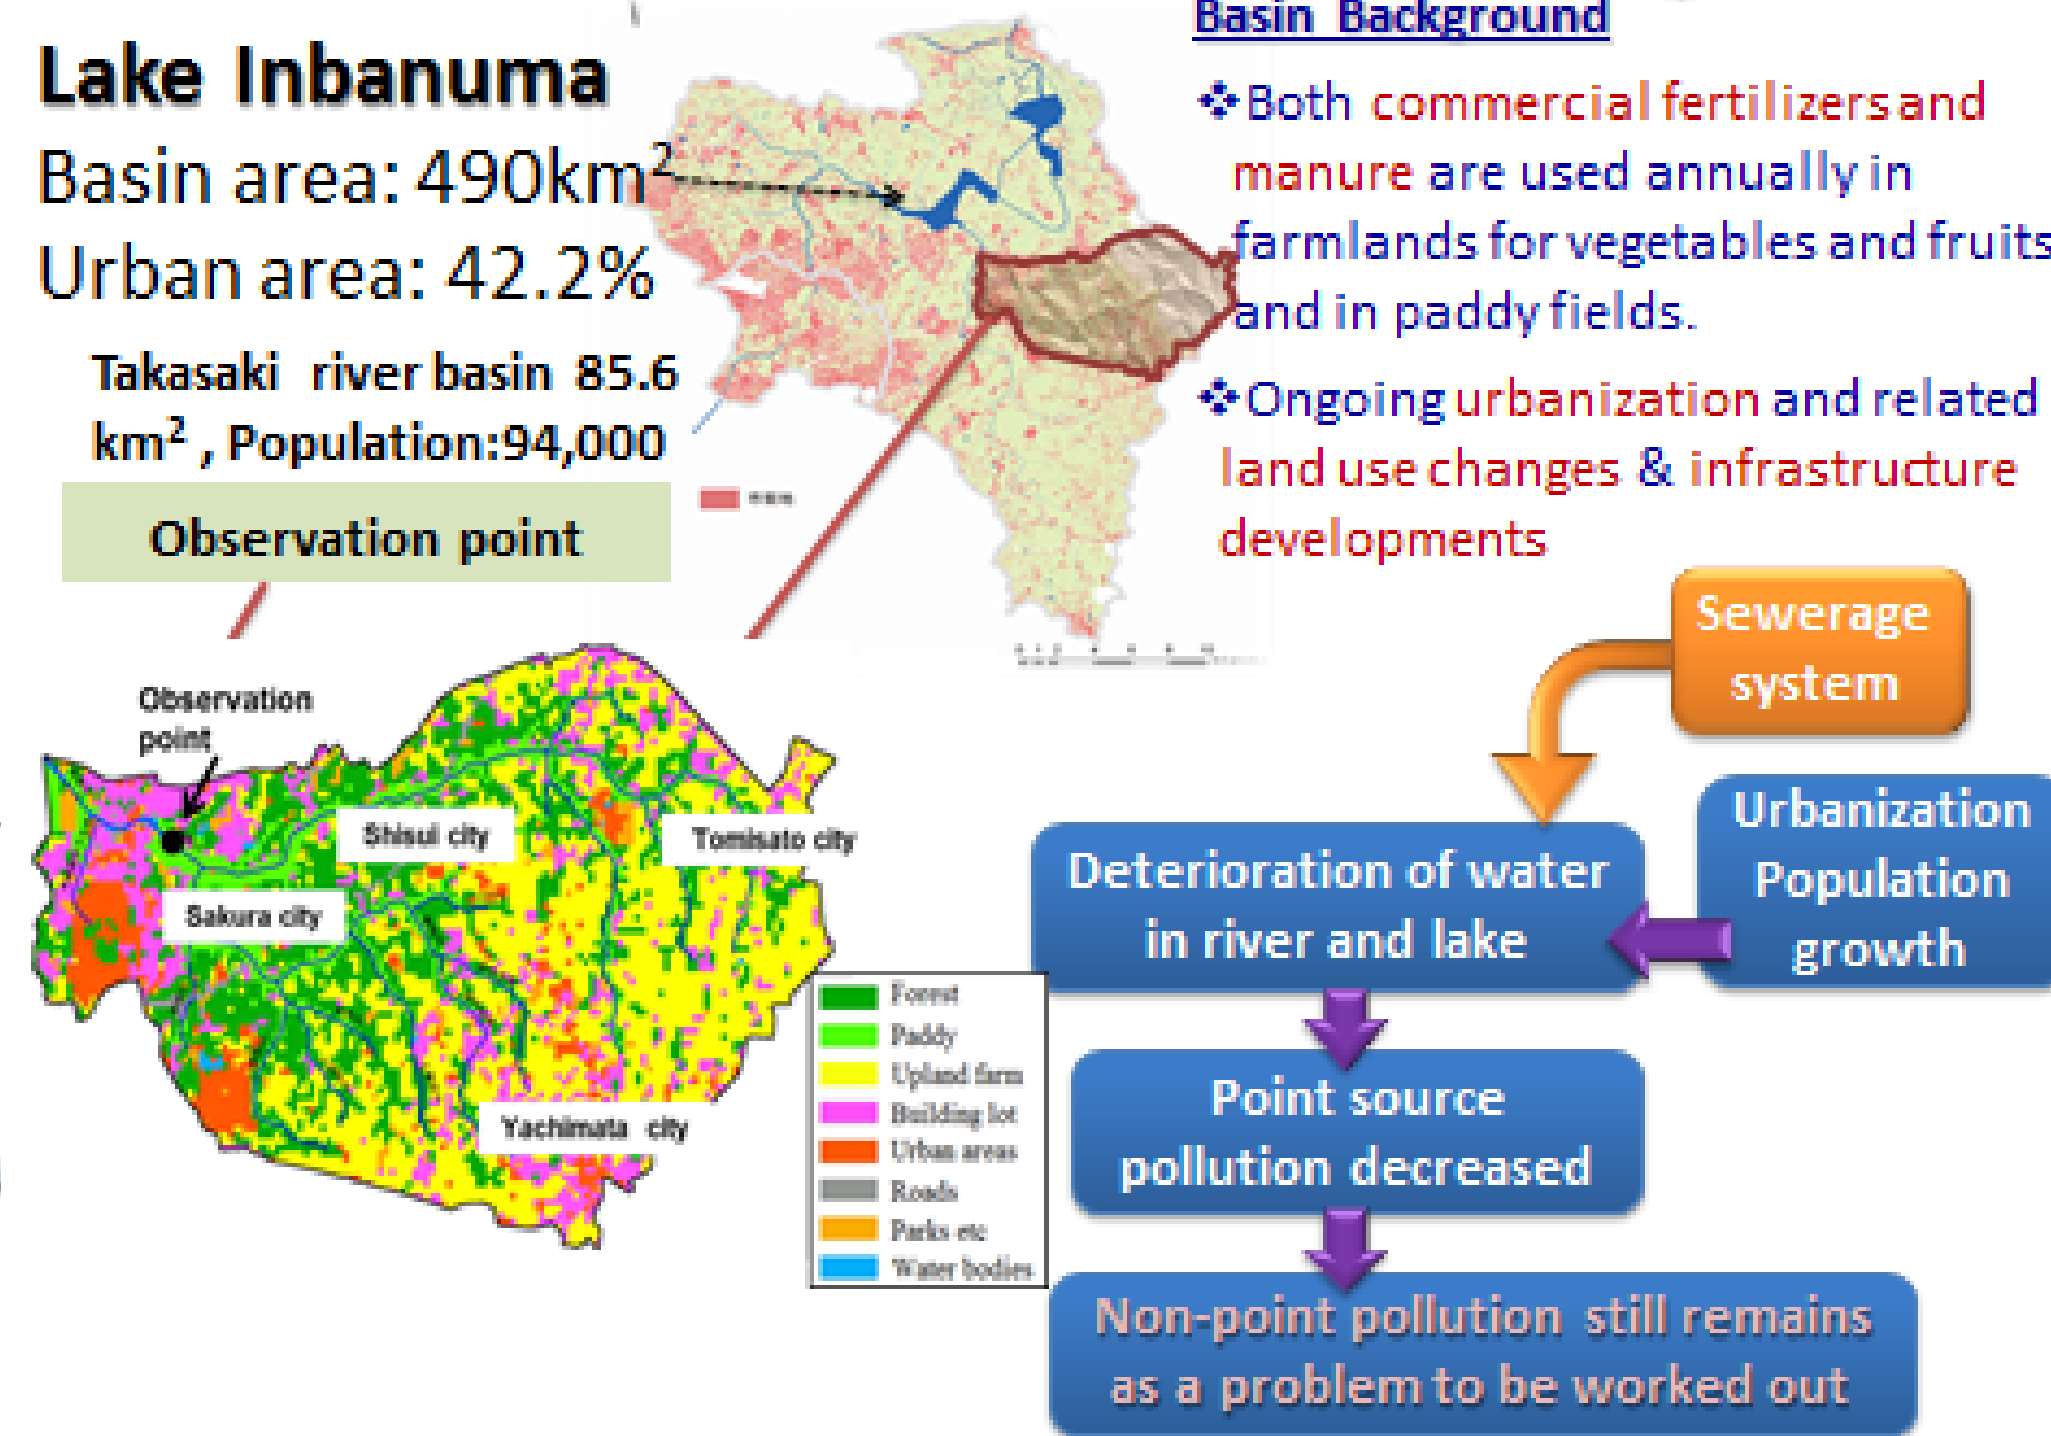 Lake Inbanuma
Basin area: 490km²
Urban area: 42.2%
Takasaki river basin 85.6
km² , Population:94,000
Observation point
Basin Background
❖Both commercial fertilizers and
manure are used annually in
farmlands for vegetables and fruits
and in paddy fields.
❖Ongoing urbanization and related
land use changes & infrastructure
developments
Observation
point
Shisui city
Tomisato city
Sakura city
Yachimata city
Forest
Paddy
Upland farm
Building lot
Urban areas
Roads
Parks etc
Water bodies
Sewerage
system
Urbanization
Population
growth
Deterioration of water
in river and lake
Point source
pollution decreased
Non-point pollution still remains
as a problem to be worked out